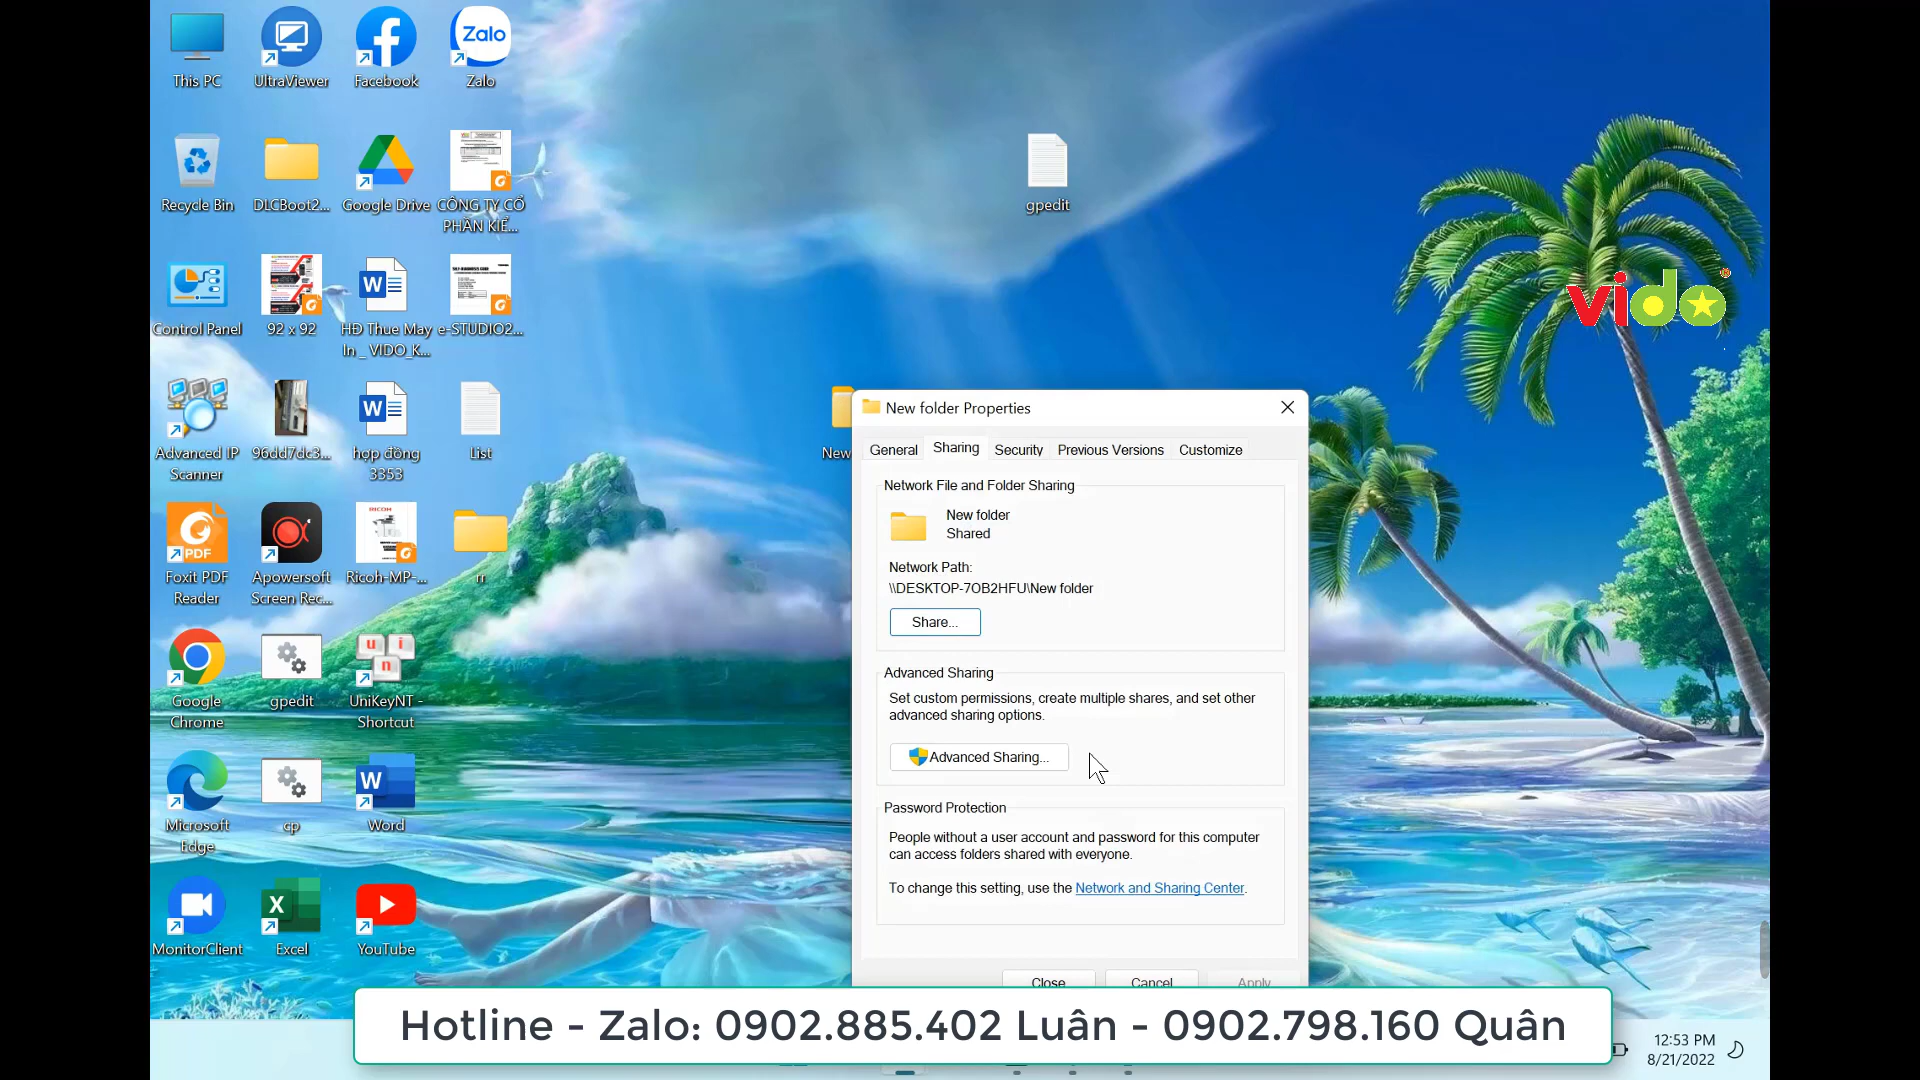 This PC
UltraViewer
Facebook
Zalo
Zalo
Recycle Bin
DLCBoot2...
Google Drive
CÔNG TY CỔ
PHẦN KIỂ...
gpedit
Control Panel
92 x 92
HĐ Thue May
In _ VIDO_K...
e-STUDIO2...
vido
Advanced IP
Scanner
96dd7dc3...
hợp đồng
3353
List
New
New folder Properties
General
Sharing
Security
Previous Versions
Customize
Network File and Folder Sharing
New folder
Shared
Network Path:
\\DESKTOP-7OB2HFU\New folder
Share...
Advanced Sharing
Set custom permissions, create multiple shares, and set other
advanced sharing options.
Advanced Sharing...
Password Protection
People without a user account and password for this computer
can access folders shared with everyone.
To change this setting, use the Network and Sharing Center.
Close
Cancel
Apply
PDF
Foxit PDF
Reader
Apowersoft
Screen Rec...
RICOH
Ricoh-MP-...
rr
Google
Chrome
gpedit
u i
n
UniKeyNT -
Shortcut
Microsoft
Edge
cp
W
Word
MonitorClient
X
Excel
YouTube
Hotline - Zalo: 0902.885.402 Luân - 0902.798.160 Quân
12:53 PM
8/21/2022